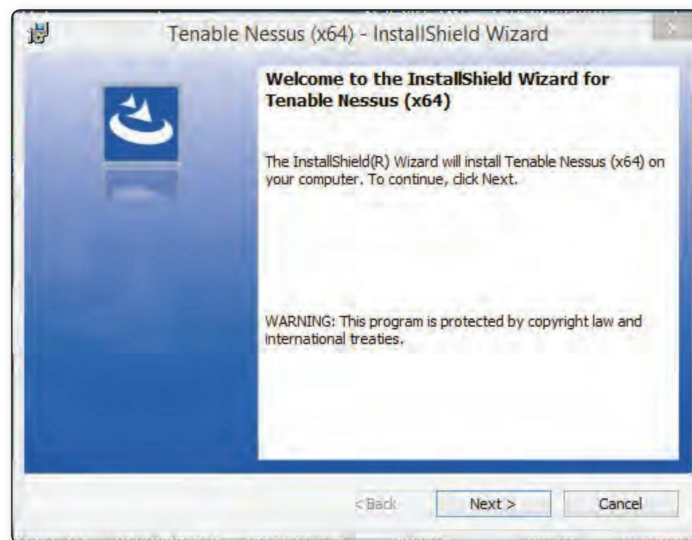 Tenable Nessus (x64) - InstallShield Wizard
Welcome to the InstallShield Wizard for
Tenable Nessus (x64)
The InstallShield(R) Wizard will install Tenable Nessus (x64) on
your computer. To continue, click Next.
WARNING: This program is protected by copyright law and
international treaties.
< Back
Next >
Cancel